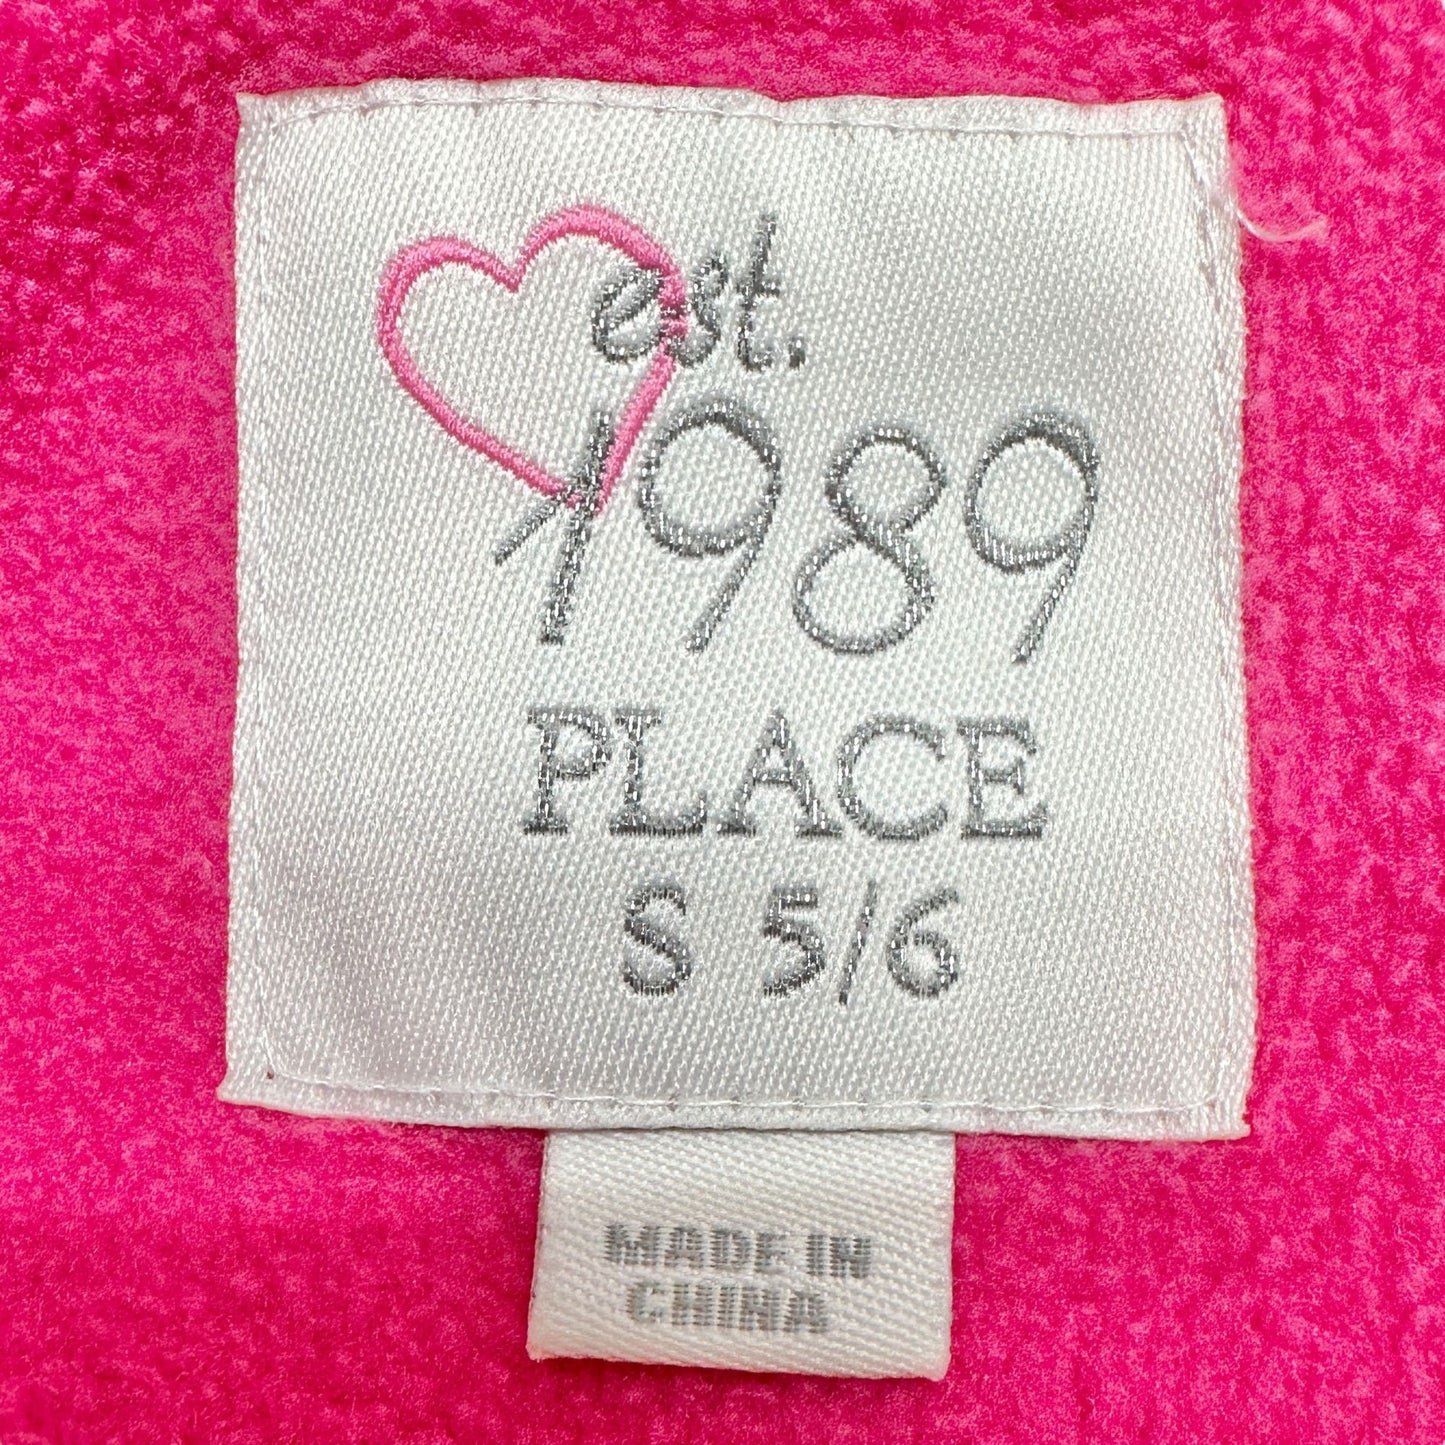 est.
1989
PLACE
S 5/6
MADE IN
CHINA